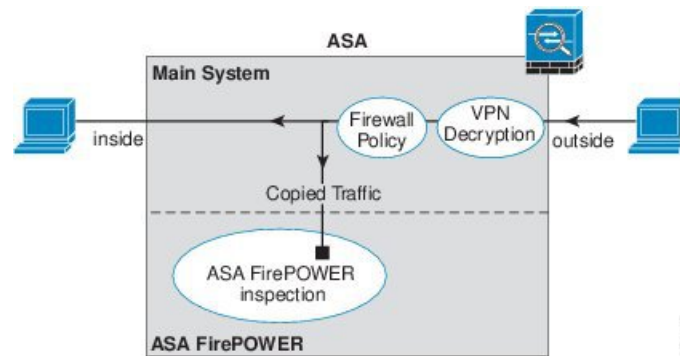 ASA
Main System
Firewall
Policy
VPN
Decryption
inside
outside
Copied Traffic
ASA FirePOWER
inspection
ASA FirePOWER